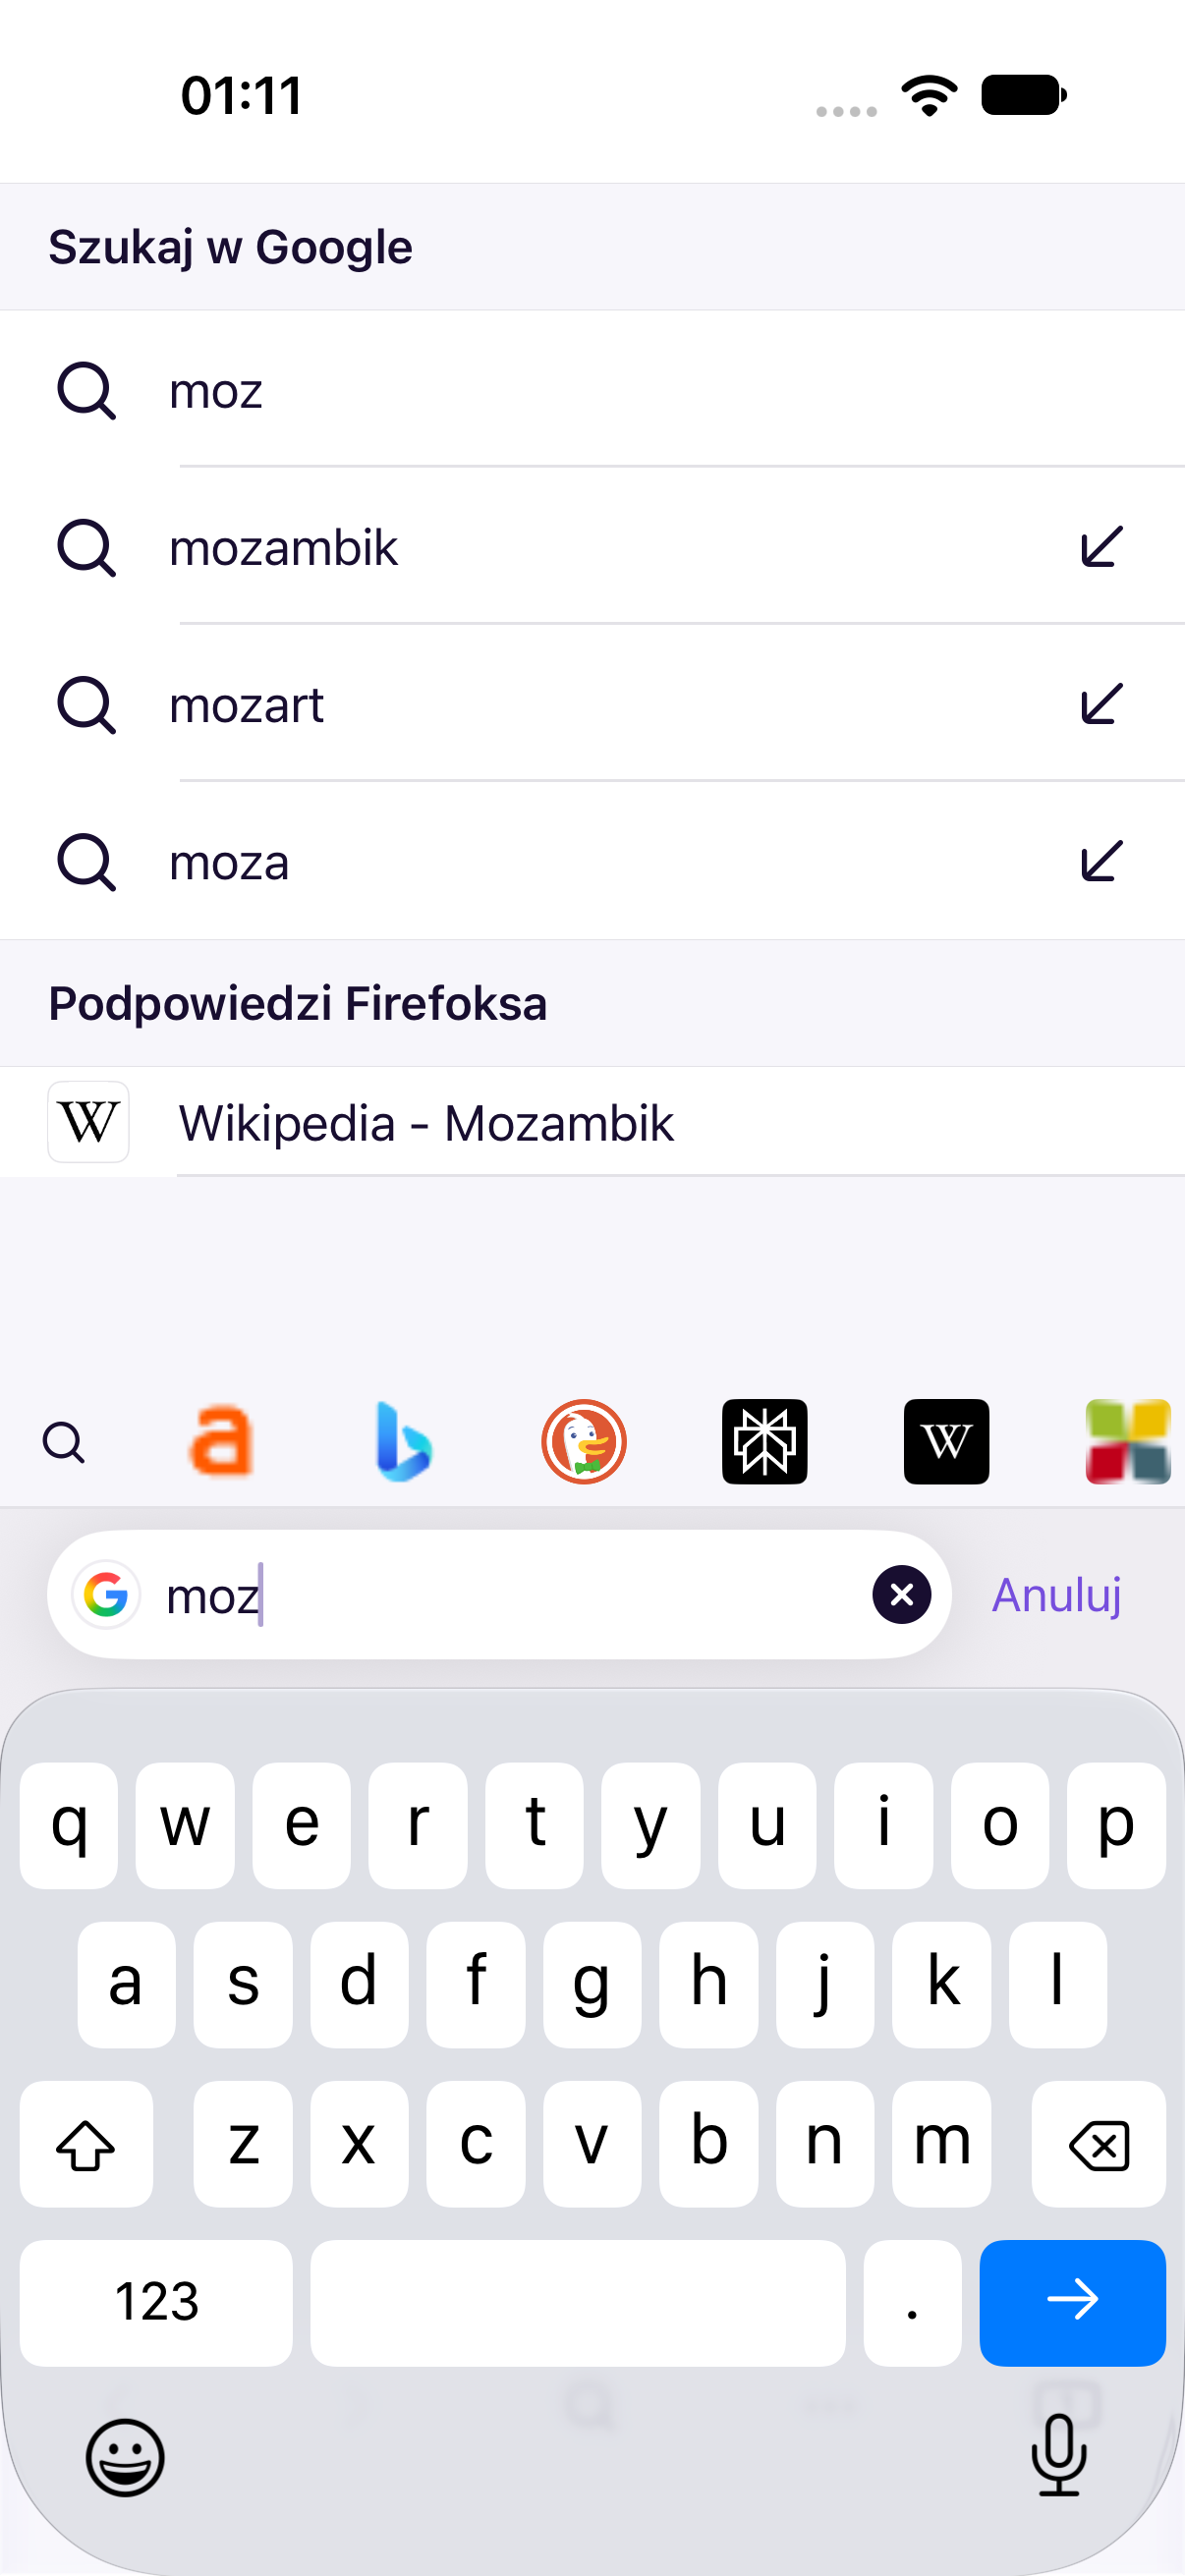 01:11
Szukaj w Google
moz
mozambik
mozart
moza
Podpowiedzi Firefoksa
W Wikipedia - Mozambik
a b W
G moz Anuluj
q w e r t y u i o p
a s d f g h j k l
z x c v b n m
123 .